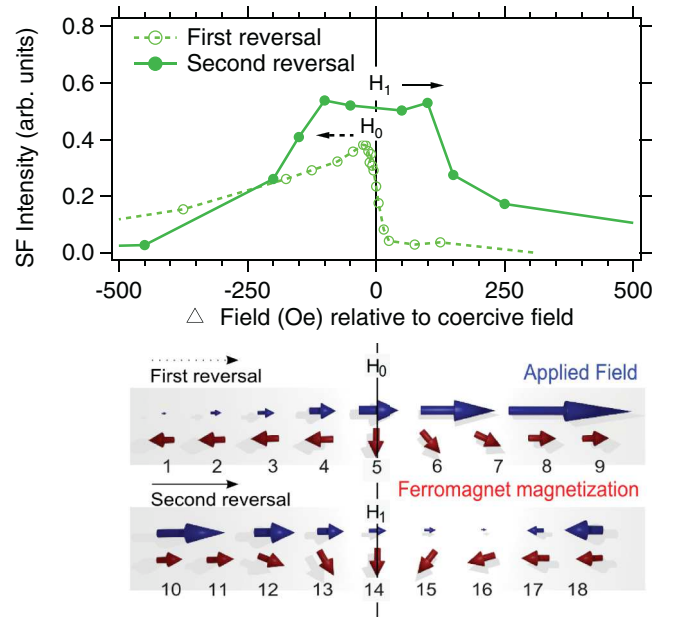 0.8
0.6
0.4
0.2
0.0
SF Intensity (arb. units)
First reversal
Second reversal
H1
H0
-500
-250
0
250
500
△ Field (Oe) relative to coercive field
First reversal
H0
Applied Field
1 2 3 4 5 6 7 8 9
Second reversal
H1
Ferromagnet magnetization
10 11 12 13 14 15 16 17 18